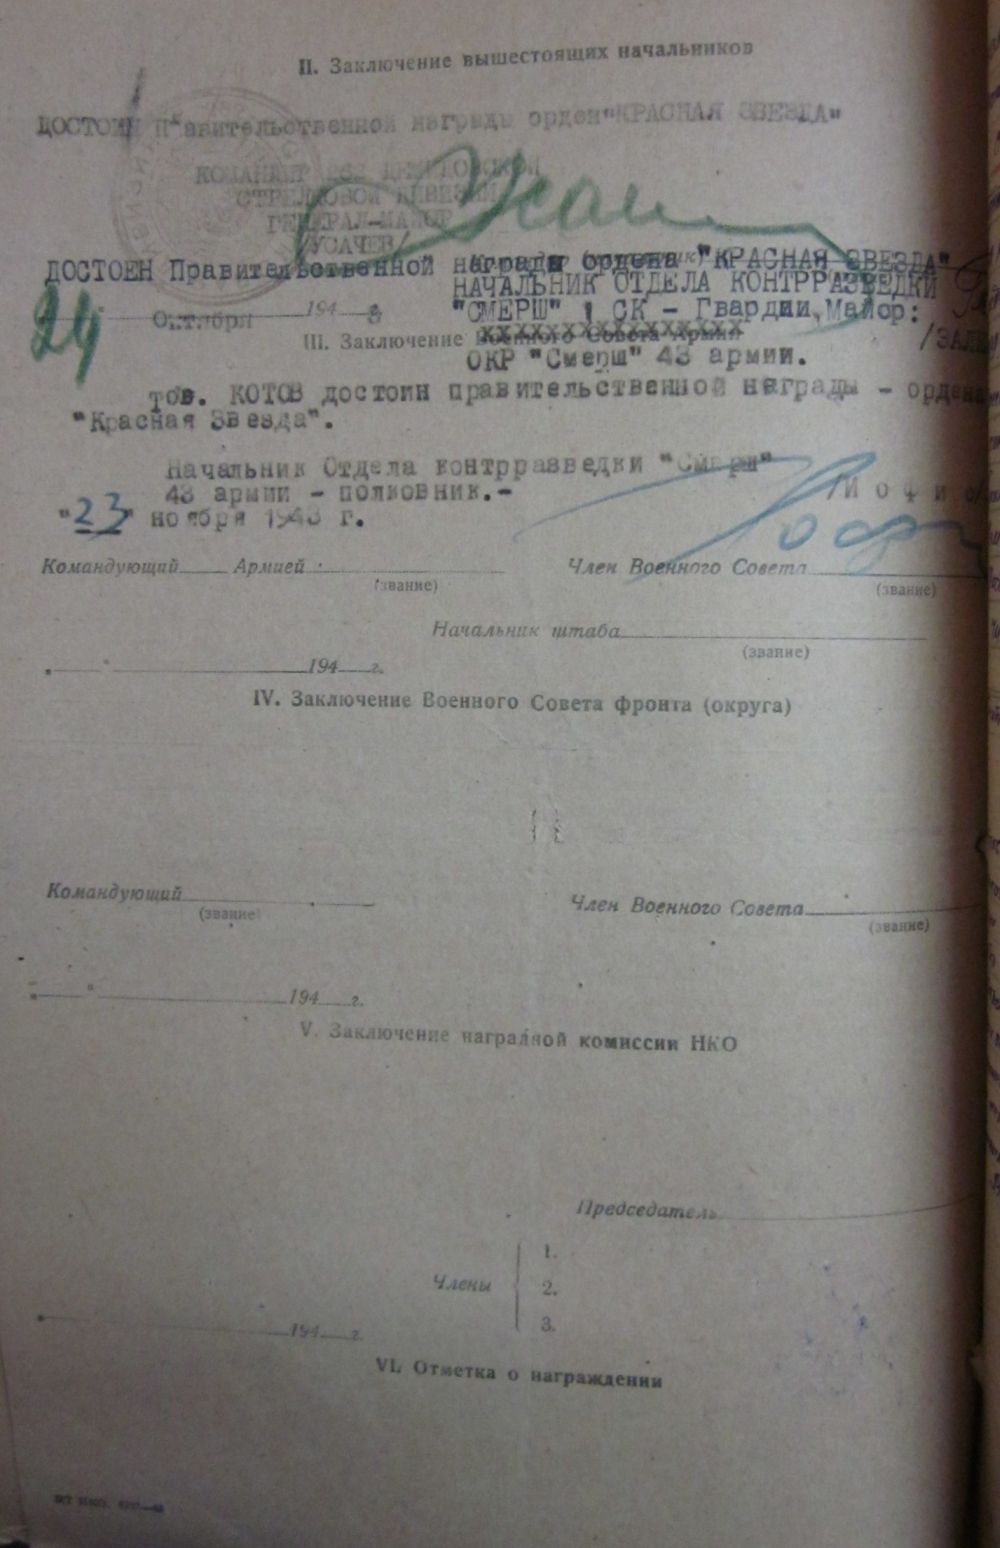 II. Заключение вышестоящих начальников
ДОСТОЕН Правительственной награды орден "КРАСНАЯ ЗВЕЗДА"
КОМАНДИР
СТРЕЛКОВОЙ ДИВИЗИИ
ГЕНЕРАЛ-МАЙОР
/УСАЧЕВ/
ДОСТОЕН Правительственной награды ордена "КРАСНАЯ ЗВЕЗДА"
НАЧАЛЬНИК ОТДЕЛА КОНТРРАЗВЕДКИ
24 Октября 1943 "СМЕРШ" 1 СК - Гвардии, Майор:
III. Заключение Военного Совета Армии
ОКР "Смерш" 43 армии.
тов. КОТОВ достоин правительственной награды - ордена
"Красная Звезда".
Начальник Отдела контрразведки "Смерш"
43 армии - полковник.- /И о ф и с/
"23" ноября 1943 г.
Командующий Армией Член Военного Совета
(звание) (звание)
Начальник штаба
(звание)
" " 194 г.
IV. Заключение Военного Совета фронта (округа)
Командующий Член Военного Совета
(звание) (звание)
" " 194 г.
V. Заключение наградной комиссии НКО
Председатель
1.
Члены 2.
3.
" 194 г.
VI. Отметка о награждении